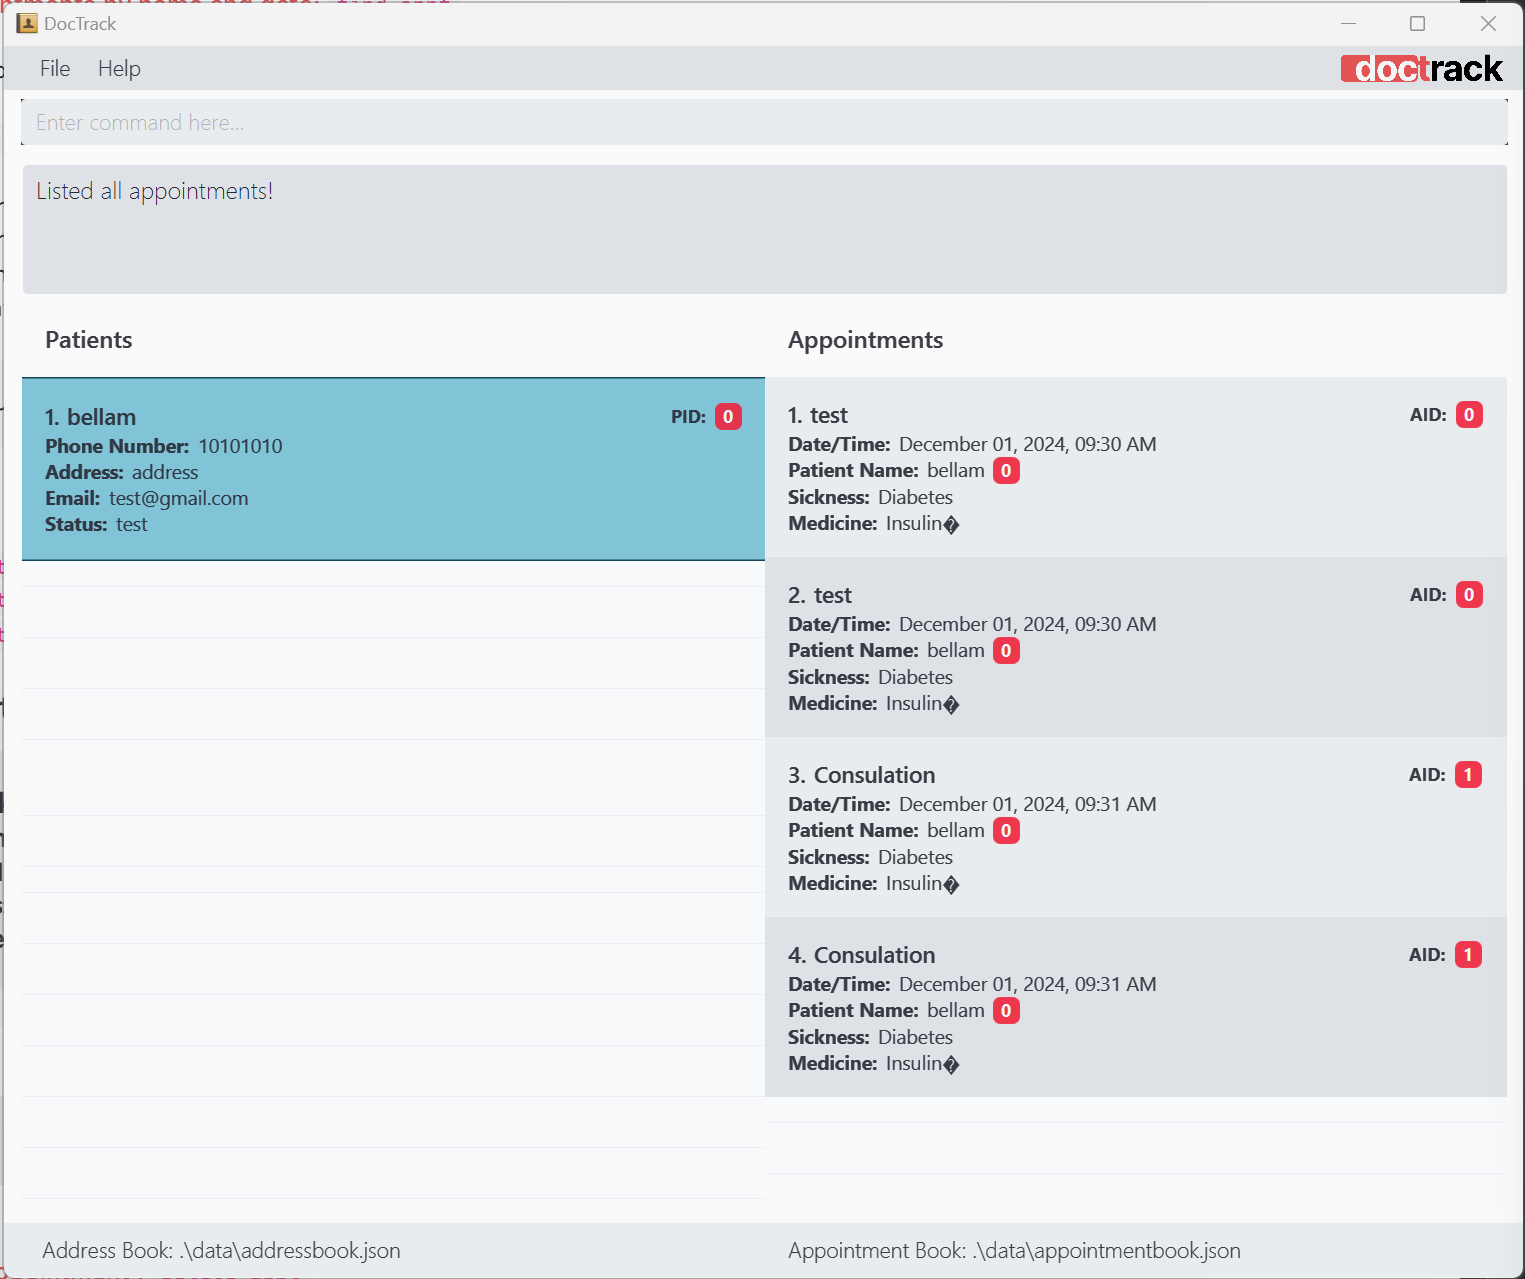 DocTrack
File Help
doctrack
Enter command here...
Listed all appointments!
Patients
1. bellam
PID: 0
Phone Number: 10101010
Address: address
Email: test@gmail.com
Status: test
Appointments
1. test
AID: 0
Date/Time: December 01, 2024, 09:30 AM
Patient Name: bellam 0
Sickness: Diabetes
Medicine: Insulin�
2. test
AID: 0
Date/Time: December 01, 2024, 09:30 AM
Patient Name: bellam 0
Sickness: Diabetes
Medicine: Insulin�
3. Consulation
AID: 1
Date/Time: December 01, 2024, 09:31 AM
Patient Name: bellam 0
Sickness: Diabetes
Medicine: Insulin�
4. Consulation
AID: 1
Date/Time: December 01, 2024, 09:31 AM
Patient Name: bellam 0
Sickness: Diabetes
Medicine: Insulin�
Address Book: .\data\addressbook.json
Appointment Book: .\data\appointmentbook.json